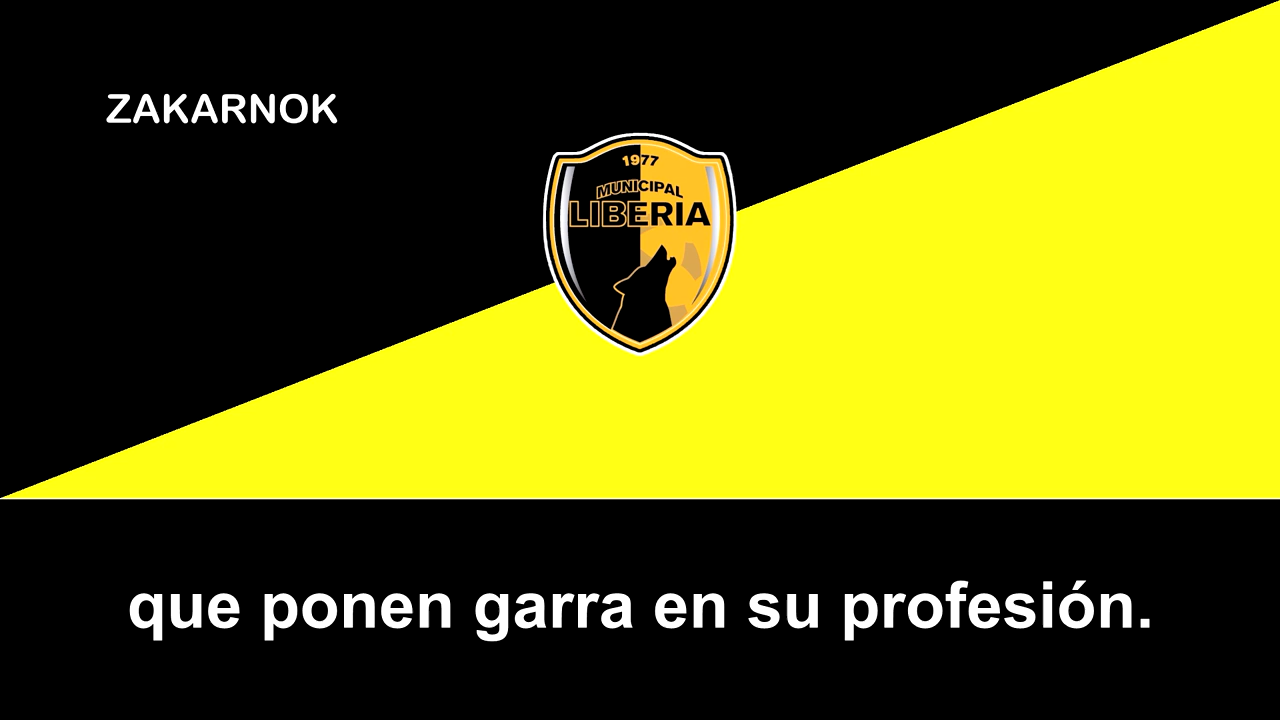 ZAKARNOK
1977
MUNICIPAL
LIBERIA
que ponen garra en su profesión.